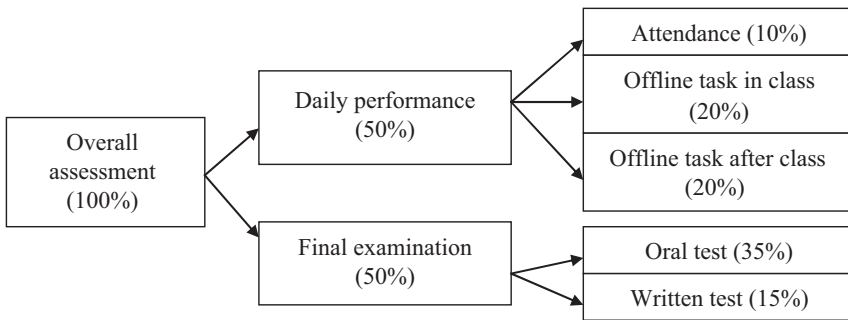 Overall
assessment
(100%)
Daily performance
(50%)
Attendance (10%)
Offline task in class
(20%)
Offline task after class
(20%)
Final examination
(50%)
Oral test (35%)
Written test (15%)